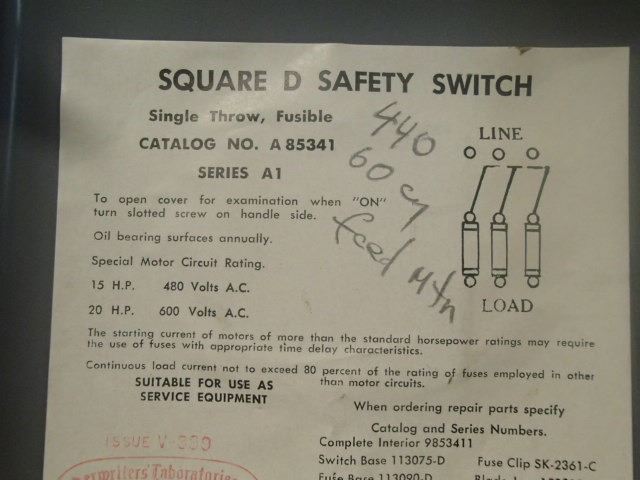 SQUARE D SAFETY SWITCH
Single Throw, Fusible
CATALOG NO. A 85341
SERIES A1
440
60 cy
feed
LINE
LOAD
To open cover for examination when "ON"
turn slotted screw on handle side.
Oil bearing surfaces annually.
Special Motor Circuit Rating.
15 H.P. 480 Volts A.C.
20 H.P. 600 Volts A.C.
The starting current of motors of more than the standard horsepower ratings may require
the use of fuses with appropriate time delay characteristics.
Continuous load current not to exceed 80 percent of the rating of fuses employed in other
than motor circuits.
SUITABLE FOR USE AS
SERVICE EQUIPMENT
ISSUE V-
When ordering repair parts specify
Catalog and Series Numbers.
Complete Interior 9853411
Switch Base 113075-D Fuse Clip SK-2361-C
Fuse Base 113090-D